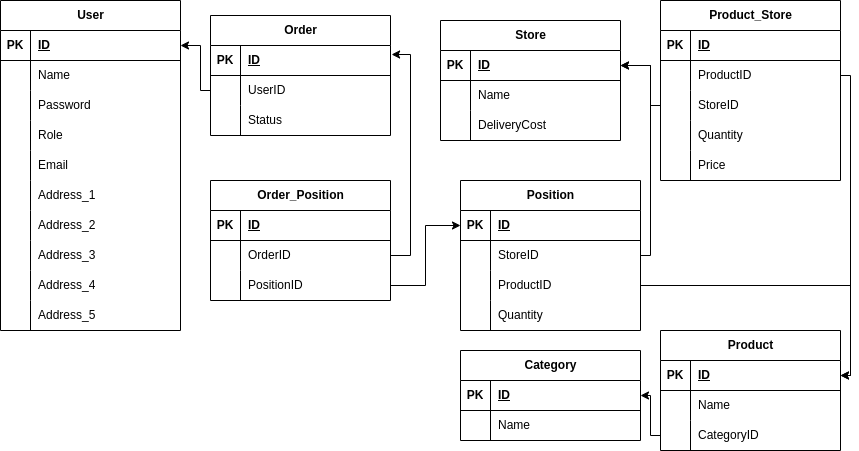 User
PK ID
Name
Password
Role
Email
Address_1
Address_2
Address_3
Address_4
Address_5
Order
PK ID
UserID
Status
Store
PK ID
Name
DeliveryCost
Product_Store
PK ID
ProductID
StoreID
Quantity
Price
Order_Position
PK ID
OrderID
PositionID
Position
PK ID
StoreID
ProductID
Quantity
Category
PK ID
Name
Product
PK ID
Name
CategoryID